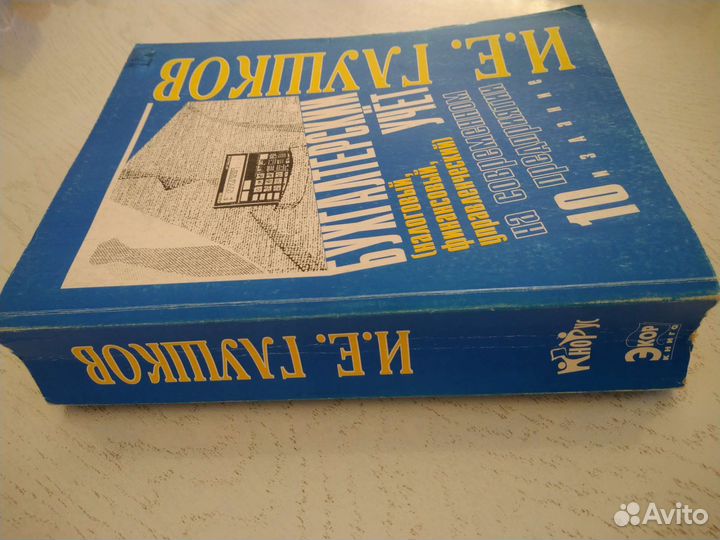 И.Е. ГЛУШКОВ
БУХГАЛТЕРСКИЙ
УЧЕТ
(налоговый,
финансовый,
управленческий)
на современном
предприятии
10 ИЗДАНИЕ
И.Е. ГЛУШКОВ
КНОРУС
ЭКОР
КНИГА
Avito